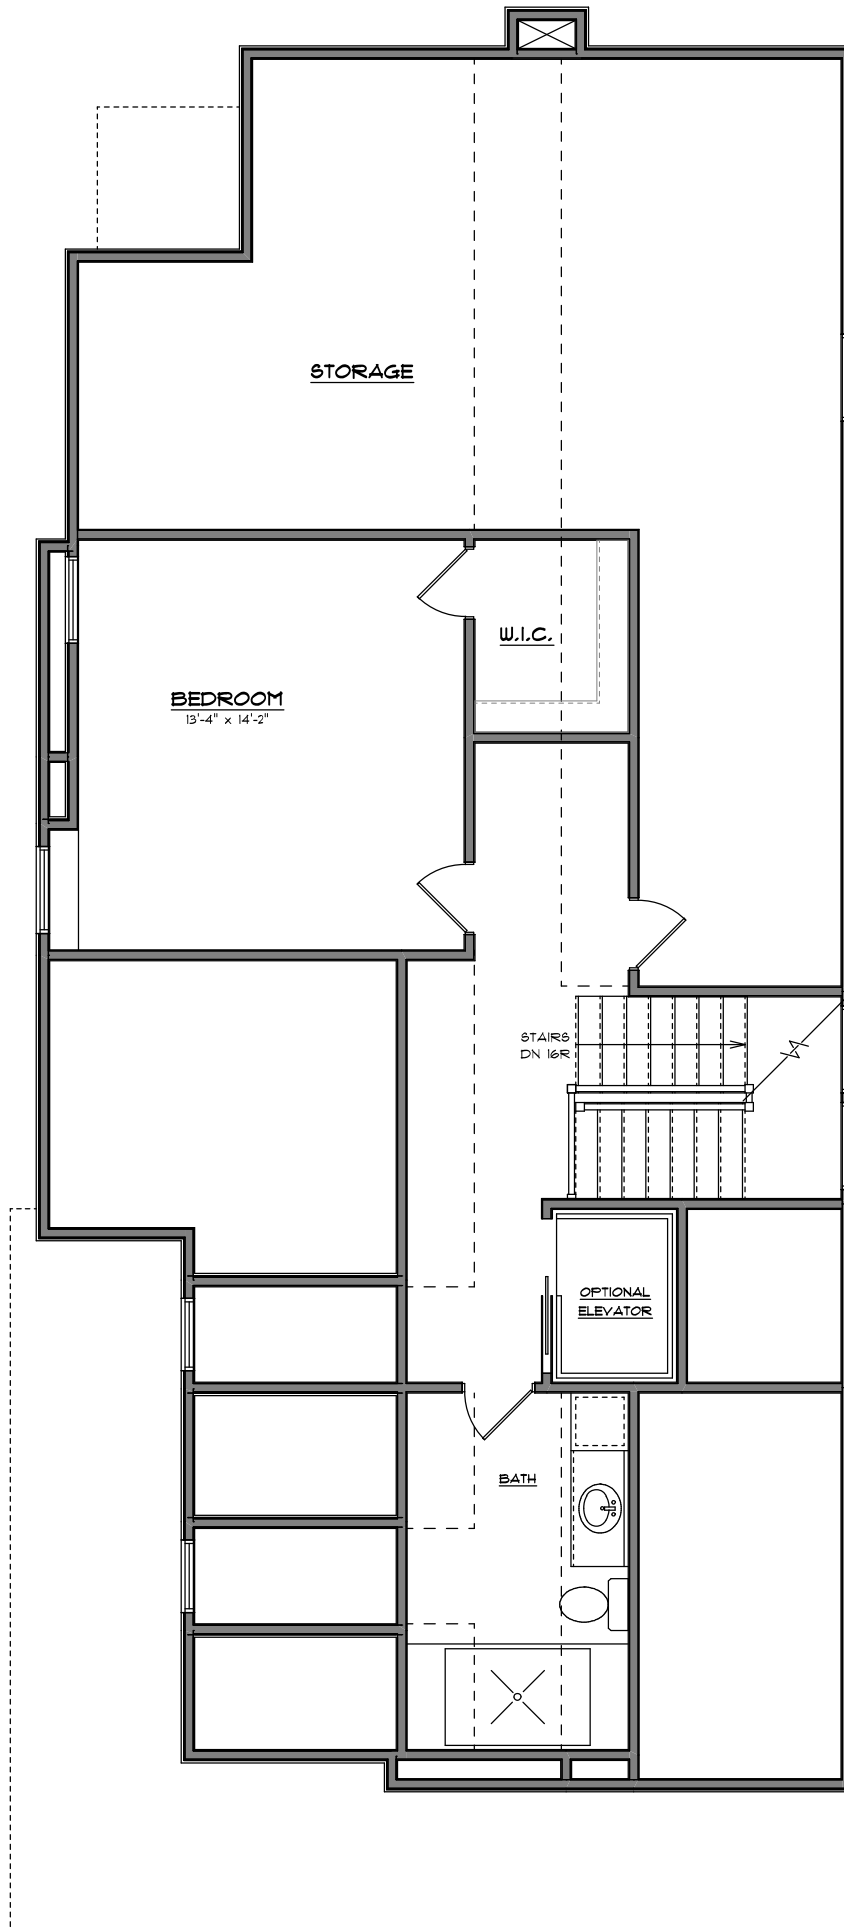 STORAGE
W.I.C.
BEDROOM
13'-4" x 14'-2"
STAIRS
DN 16R
OPTIONAL
ELEVATOR
BATH